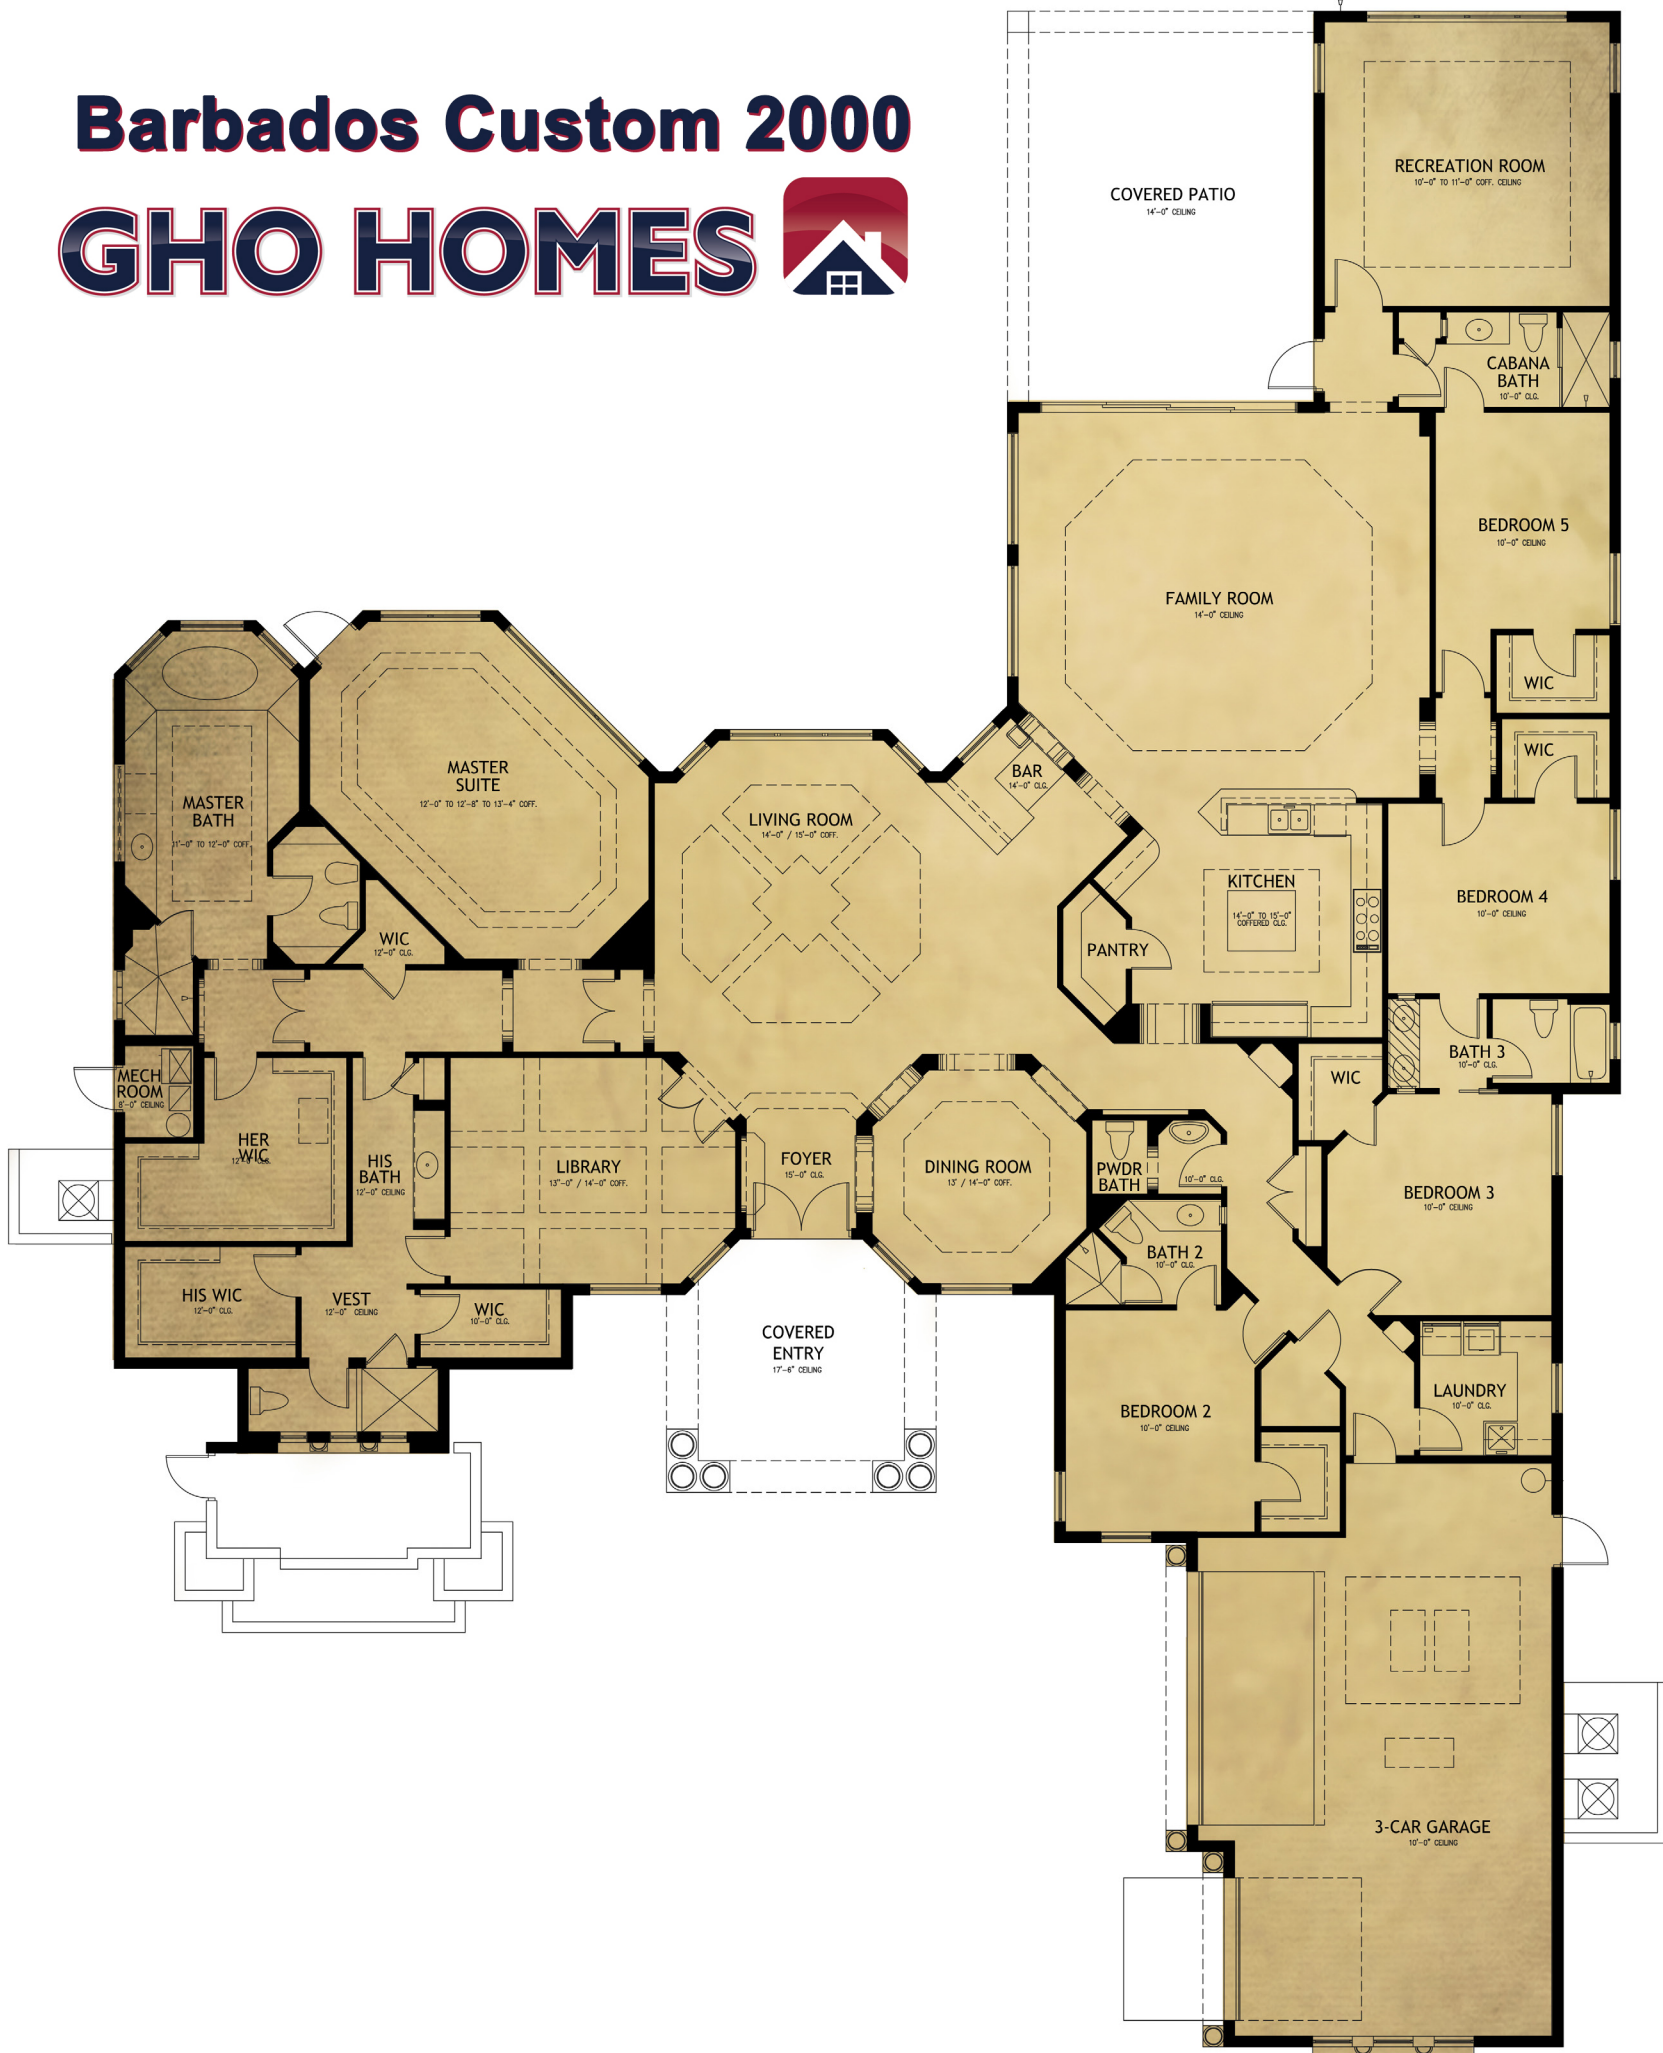 Barbados Custom 2000
GHO HOMES
COVERED PATIO
14'-0" CEILING
RECREATION ROOM
10'-0" TO 11'-0" COFF. CEILING
CABANA
BATH
10'-0" CLG.
BEDROOM 5
10'-0" CEILING
FAMILY ROOM
14'-0" CEILING
WIC
WIC
BAR
14'-0" CLG.
MASTER
SUITE
12'-0" TO 12'-8" TO 13'-4" COFF.
MASTER
BATH
11'-0" TO 12'-0" COFF.
LIVING ROOM
14'-0" / 15'-0" COFF.
KITCHEN
14'-0" TO 15'-0"
COFFERED CLG.
BEDROOM 4
10'-0" CEILING
WIC
12'-0" CLG.
PANTRY
BATH 3
10'-0" CLG.
MECH
ROOM
8'-0" CEILING
WIC
HER
WIC
12'-0" CLG.
HIS
BATH
12'-0" CEILING
LIBRARY
13"-0" / 14'-0" COFF.
FOYER
15'-0" CLG.
DINING ROOM
13' / 14'-0" COFF.
PWDR
BATH
10'-0" CLG.
BEDROOM 3
10'-0" CEILING
BATH 2
10'-0" CLG.
HIS WIC
12'-0" CLG.
VEST
12'-0" CEILING
WIC
10'-0" CLG.
COVERED
ENTRY
17'-6" CEILING
BEDROOM 2
10'-0" CEILING
LAUNDRY
10'-0" CLG.
3-CAR GARAGE
10'-0" CEILING